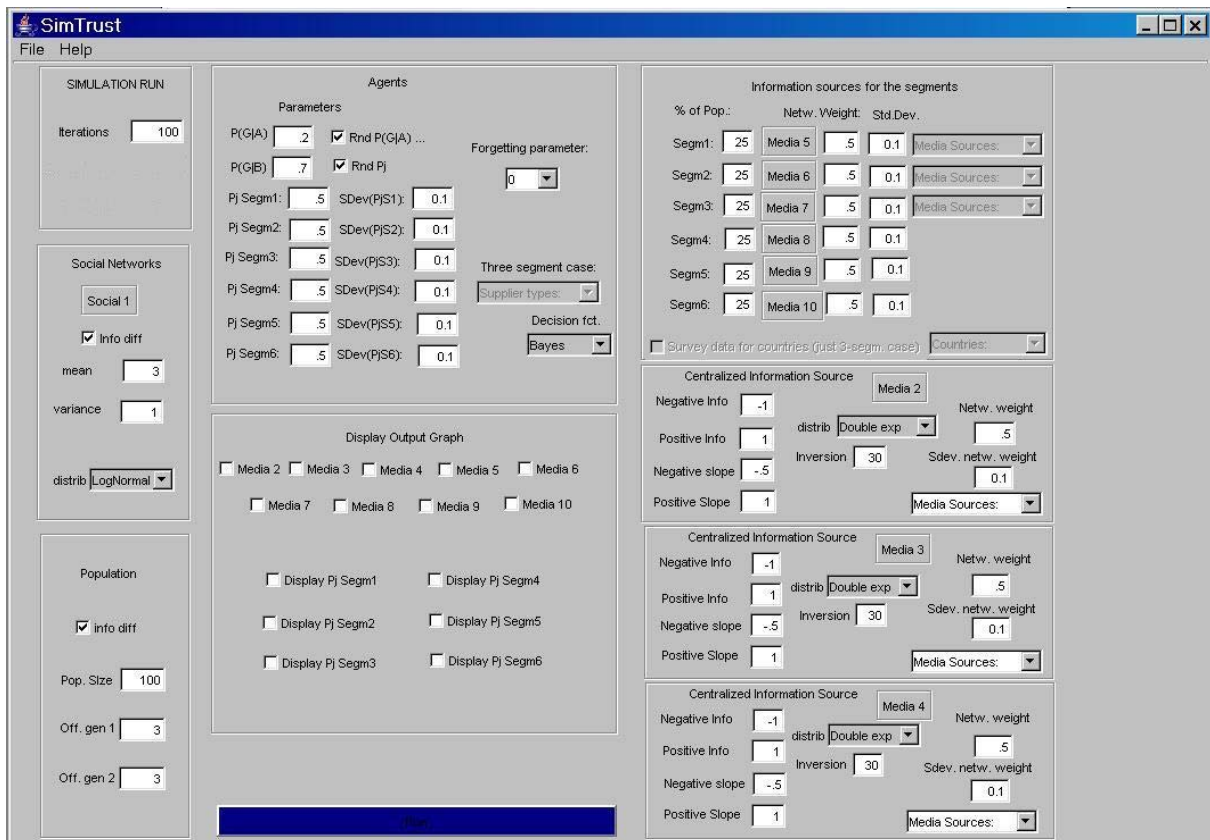 SimTrust
File Help
SIMULATION RUN
Iterations 100
Social Networks
Social 1
Info diff
mean 3
variance 1
distrib LogNormal
Population
info diff
Pop. Size 100
Off. gen 1 3
Off. gen 2 3
Agents
Parameters
P(G|A) .2 Rnd P(G|A) ...
P(G|B) .7 Rnd Pj
Forgetting parameter:
0
Pj Segm1: .5 SDev(PjS1): 0.1
Pj Segm2: .5 SDev(PjS2): 0.1
Pj Segm3: .5 SDev(PjS3): 0.1
Pj Segm4: .5 SDev(PjS4): 0.1
Pj Segm5: .5 SDev(PjS5): 0.1
Pj Segm6: .5 SDev(PjS6): 0.1
Three segment case:
Supplier types:
Decision fct.
Bayes
Display Output Graph
Media 2 Media 3 Media 4 Media 5 Media 6
Media 7 Media 8 Media 9 Media 10
Display Pj Segm1 Display Pj Segm4
Display Pj Segm2 Display Pj Segm5
Display Pj Segm3 Display Pj Segm6
Run
Information sources for the segments
% of Pop.: Netw. Weight: Std.Dev.
Segm1: 25 Media 5 .5 0.1 Media Sources:
Segm2: 25 Media 6 .5 0.1 Media Sources:
Segm3: 25 Media 7 .5 0.1 Media Sources:
Segm4: 25 Media 8 .5 0.1
Segm5: 25 Media 9 .5 0.1
Segm6: 25 Media 10 .5 0.1
Survey data for countries (just 3-segm. case) Countries:
Centralized Information Source Media 2
Negative Info -1
Positive Info 1
Negative slope -.5
Positive Slope 1
distrib Double exp
Inversion 30
Netw. weight
.5
Sdev. netw. weight
0.1
Media Sources:
Centralized Information Source Media 3
Negative Info -1
Positive Info 1
Negative slope -.5
Positive Slope 1
distrib Double exp
Inversion 30
Netw. weight
.5
Sdev. netw. weight
0.1
Media Sources:
Centralized Information Source Media 4
Negative Info -1
Positive Info 1
Negative slope -.5
Positive Slope 1
distrib Double exp
Inversion 30
Netw. weight
.5
Sdev. netw. weight
0.1
Media Sources: